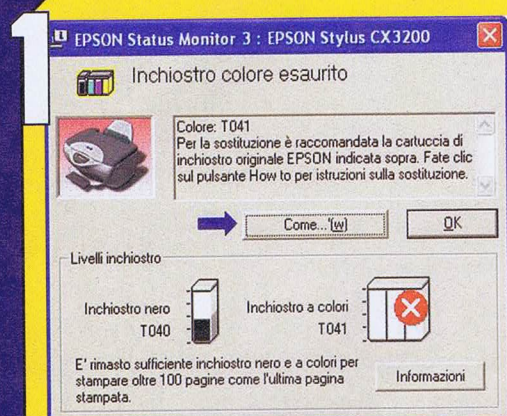 1
EPSON Status Monitor 3 : EPSON Stylus CX3200
Inchiostro colore esaurito
Colore: T041
Per la sostituzione è raccomandata la cartuccia di
inchiostro originale EPSON indicata sopra. Fate clic
sul pulsante How to per istruzioni sulla sostituzione.
Come...'(w)
OK
Livelli inchiostro
Inchiostro nero
T040
Inchiostro a colori
T041
E' rimasto sufficiente inchiostro nero e a colori per
stampare oltre 100 pagine come l'ultima pagina
stampata.
Informazioni